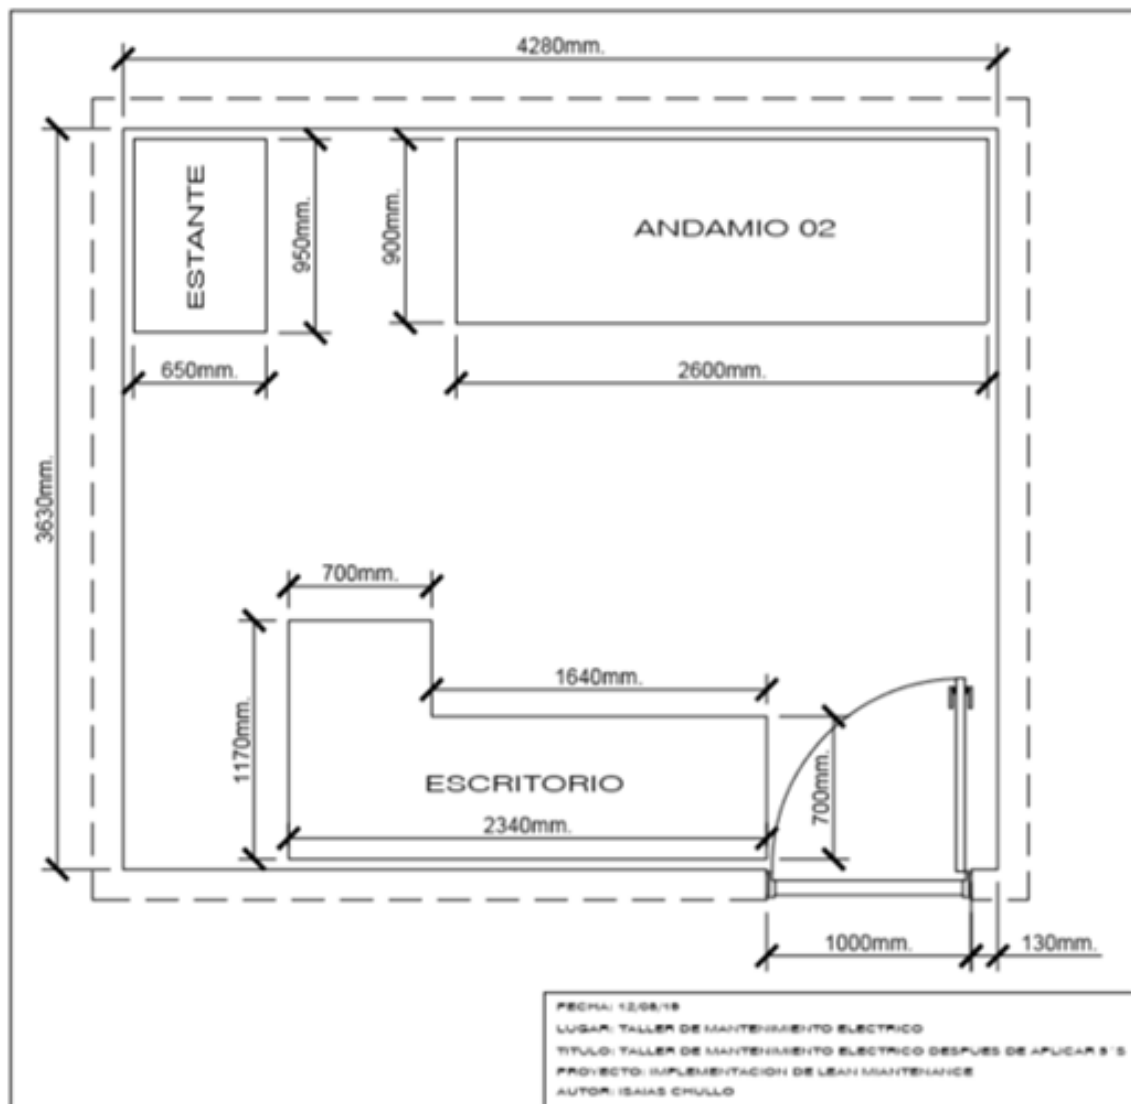 4280mm.
ESTANTE
950mm.
900mm.
ANDAMIO 02
650mm.
2600mm.
3630mm.
700mm.
1640mm.
1170mm.
ESCRITORIO
700mm.
2340mm.
1000mm.
130mm.
FECHA: 12/08/19
LUGAR: TALLER DE MANTENIMIENTO ELECTRICO
TITULO: TALLER DE MANTENIMIENTO ELECTRICO DESPUES DE APLICAR 5´S
PROYECTO: IMPLEMENTACION DE LEAN MIANTENANCE
AUTOR: ISAIAS CHULLO